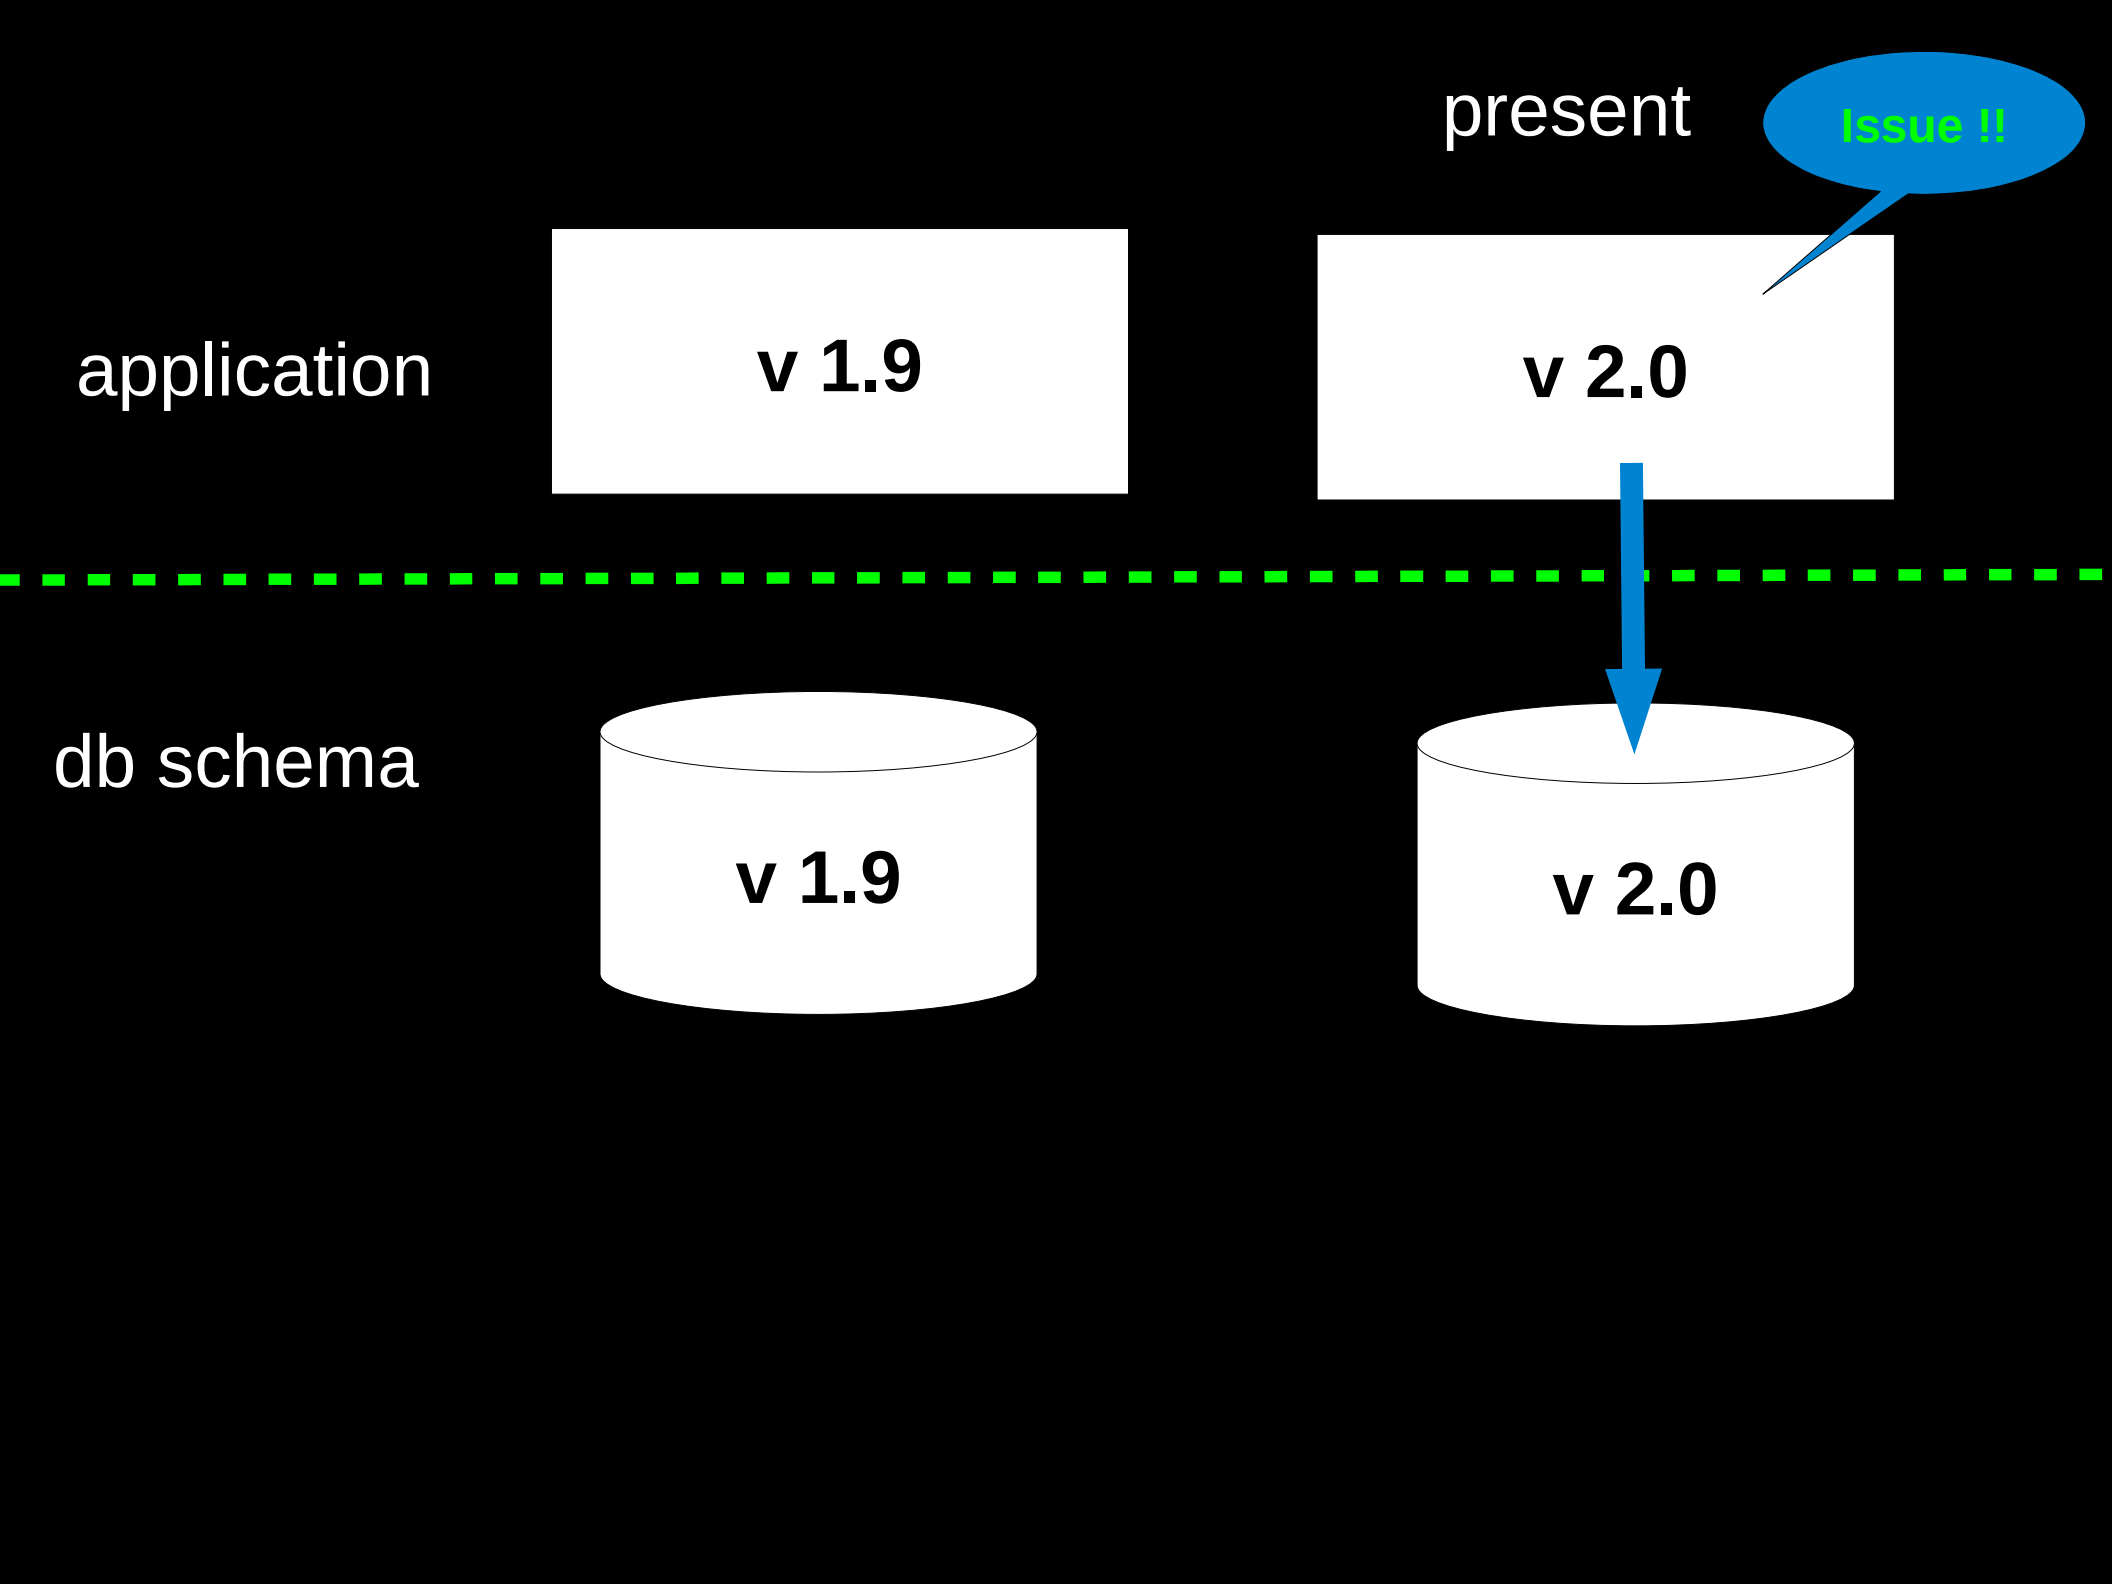 present
Issue !!
application
v 1.9
v 2.0
db schema
v 1.9
v 2.0